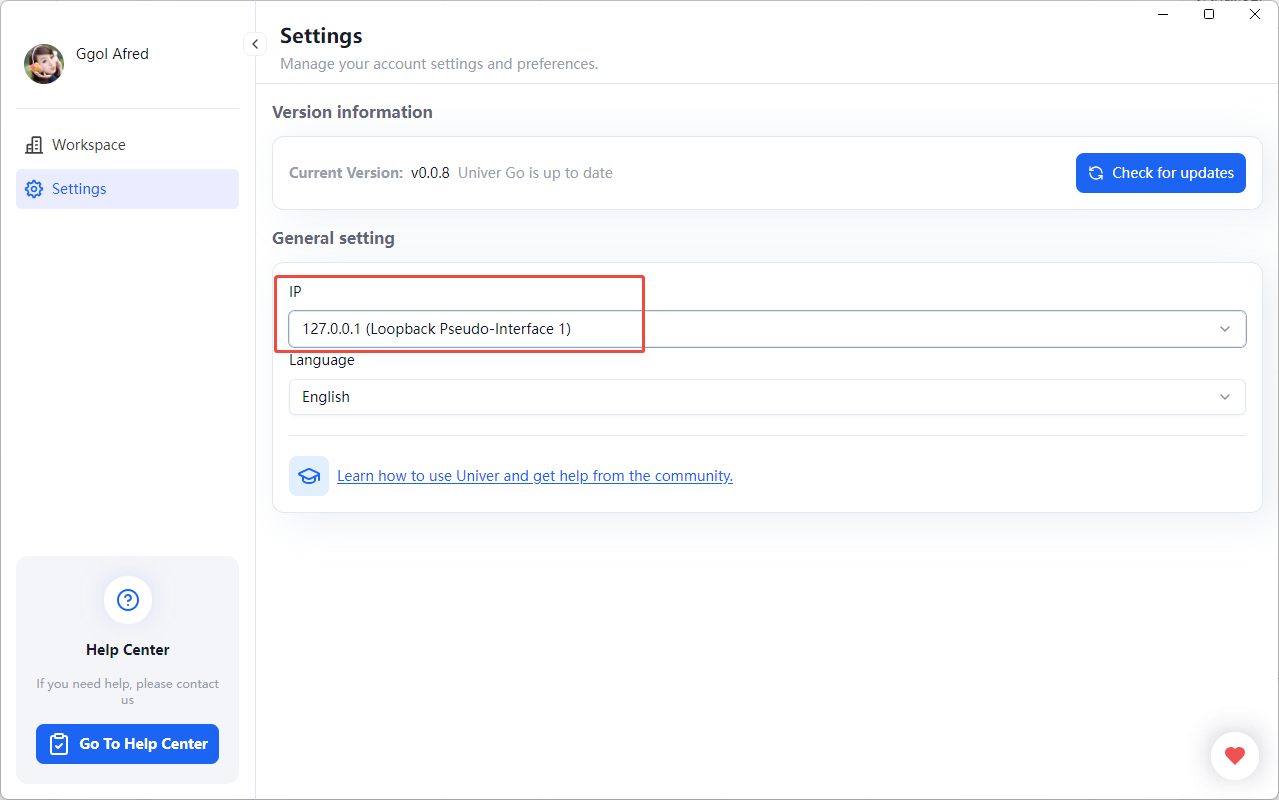 Ggol Afred
Workspace
Settings
Help Center
If you need help, please contact
us
Go To Help Center
Settings
Manage your account settings and preferences.
Version information
Current Version: v0.0.8 Univer Go is up to date
Check for updates
General setting
IP
127.0.0.1 (Loopback Pseudo-Interface 1)
Language
English
Learn how to use Univer and get help from the community.